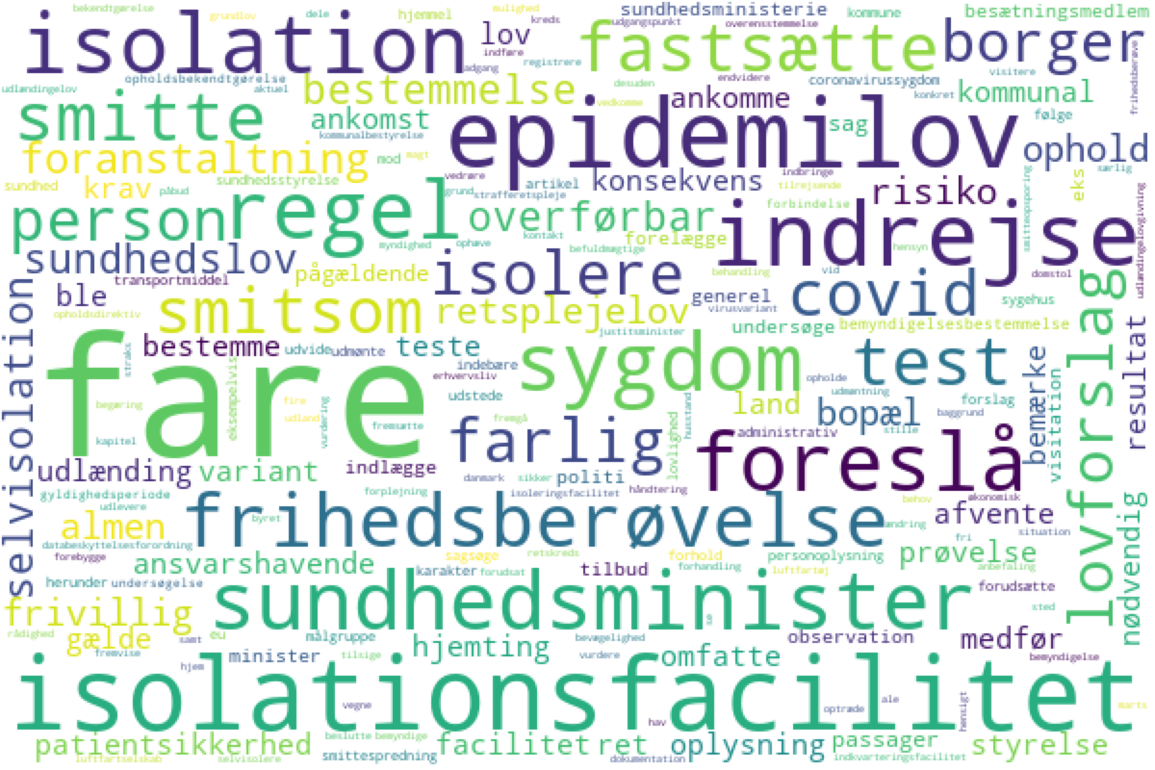 bekendtgørelse grundlov dele hjemmel mulighed kreds sundhedsministerie kommune besætningsmedlem
isolation lov fastsætte borger
udgangspunkt overensstemmelse
indføre adgang registrere
opholdsbekendtgørelse desuden endvidere coronavirussygdom visitere frihedsberøve
udlændingelov aktuel bestemmelse vedkomme ankomme konkret kommunal
smitte ankomst epidemilov sag følge
kommunalbestyrelse ophold
foranstaltning mod magt vedrøre indbringe særlig
sundhed krav påbud sundhedsstyrelse grund artikel konsekvens tilrejsende risiko eks
strafferetspleje forbindelse smitteopsporing udlændingelovgivning
person regel overførbar indrejse
myndighed ophæve kontakt befuldmægtige forelægge hensyn
sundhedslov pågældende isolere behandling vid domstol
transportmiddel
ble smitsom retsplejelov generel covid sygehus
opholdsdirektiv virusvariant
justitsminister undersøge bemyndigelsesbestemmelse
selvisolation fare bestemme udvide udmønte teste sygdom test lovforslag resultat
straks eksempelvis indebære opholde
erhvervsliv udmøntning
begæring fire udland udstede land forslag bemærke visitation
vurdering fremsætte fremgå husstand bopæl baggrund
kapitel farlig lovlighed administrativ stille
foreslå
udlænding variant indlægge danmark sikker politi
gyldighedsperiode forplejning isoleringsfacilitet håndtering
udlevere behov økonomisk
almen byret frihedsberøvelse ændring afvente nødvendig
databeskyttelsesforordning fri situation
forebygge sagsøge retskreds forhold personoplysning prøvelse
ansvarshavende karakter forudsat tilbud forhandling luftfartøj anbefaling
herunder undersøgelse forudsætte
frivillig sundhedsminister sted
rådighed gælde samt eu målgruppe bevægelighed se observation medfør
fremvise minister tilsige hjemting vurdere omfatte bemyndigelse
hjem
isolationsfacilitet
vegne hav optræde ale hensigt marts
patientsikkerhed beslutte bemyndige facilitet ret oplysning passager styrelse
luftfartselskab selvisolere smittespredning dokumentation indkvarteringsfacilitet